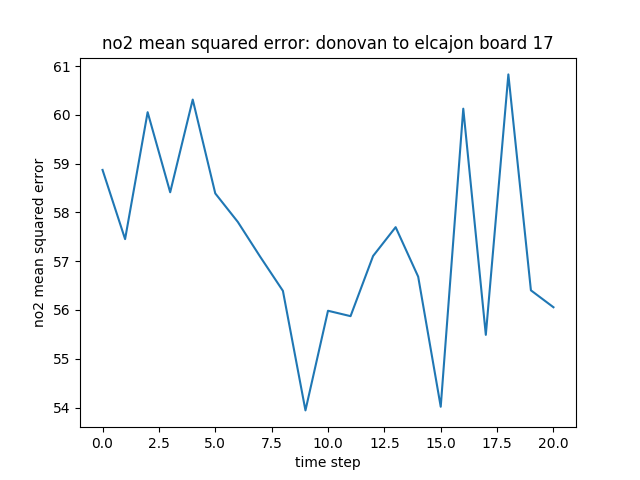 no2 mean squared error: donovan to elcajon board 17
61
60
59
58
57
56
55
54
no2 mean squared error
0.0 2.5 5.0 7.5 10.0 12.5 15.0 17.5 20.0
time step